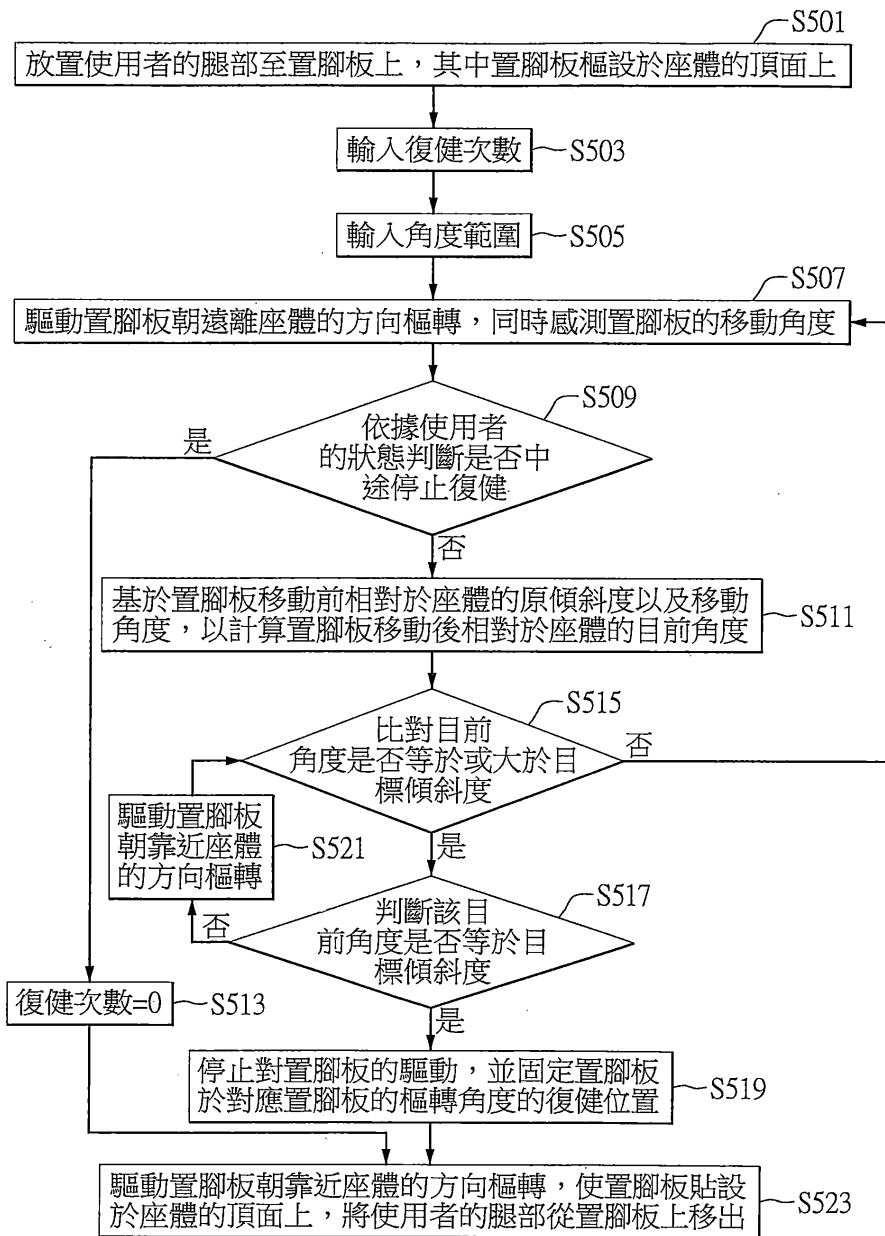 S501
放置使用者的腿部至置腳板上，其中置腳板樞設於座體的頂面上
輸入復健次數
S503
輸入角度範圍
S505
S507
驅動置腳板朝遠離座體的方向樞轉，同時感測置腳板的移動角度
S509
依據使用者
的狀態判斷是否中
途停止復健
是
否
基於置腳板移動前相對於座體的原傾斜度以及移動
角度，以計算置腳板移動後相對於座體的目前角度
S511
S515
比對目前
角度是否等於或大於目
標傾斜度
否
是
驅動置腳板
朝靠近座體
的方向樞轉
S521
S517
判斷該目
前角度是否等於目
標傾斜度
否
是
復健次數=0
S513
停止對置腳板的驅動，並固定置腳板
於對應置腳板的樞轉角度的復健位置
S519
驅動置腳板朝靠近座體的方向樞轉，使置腳板貼設
於座體的頂面上，將使用者的腿部從置腳板上移出
S523